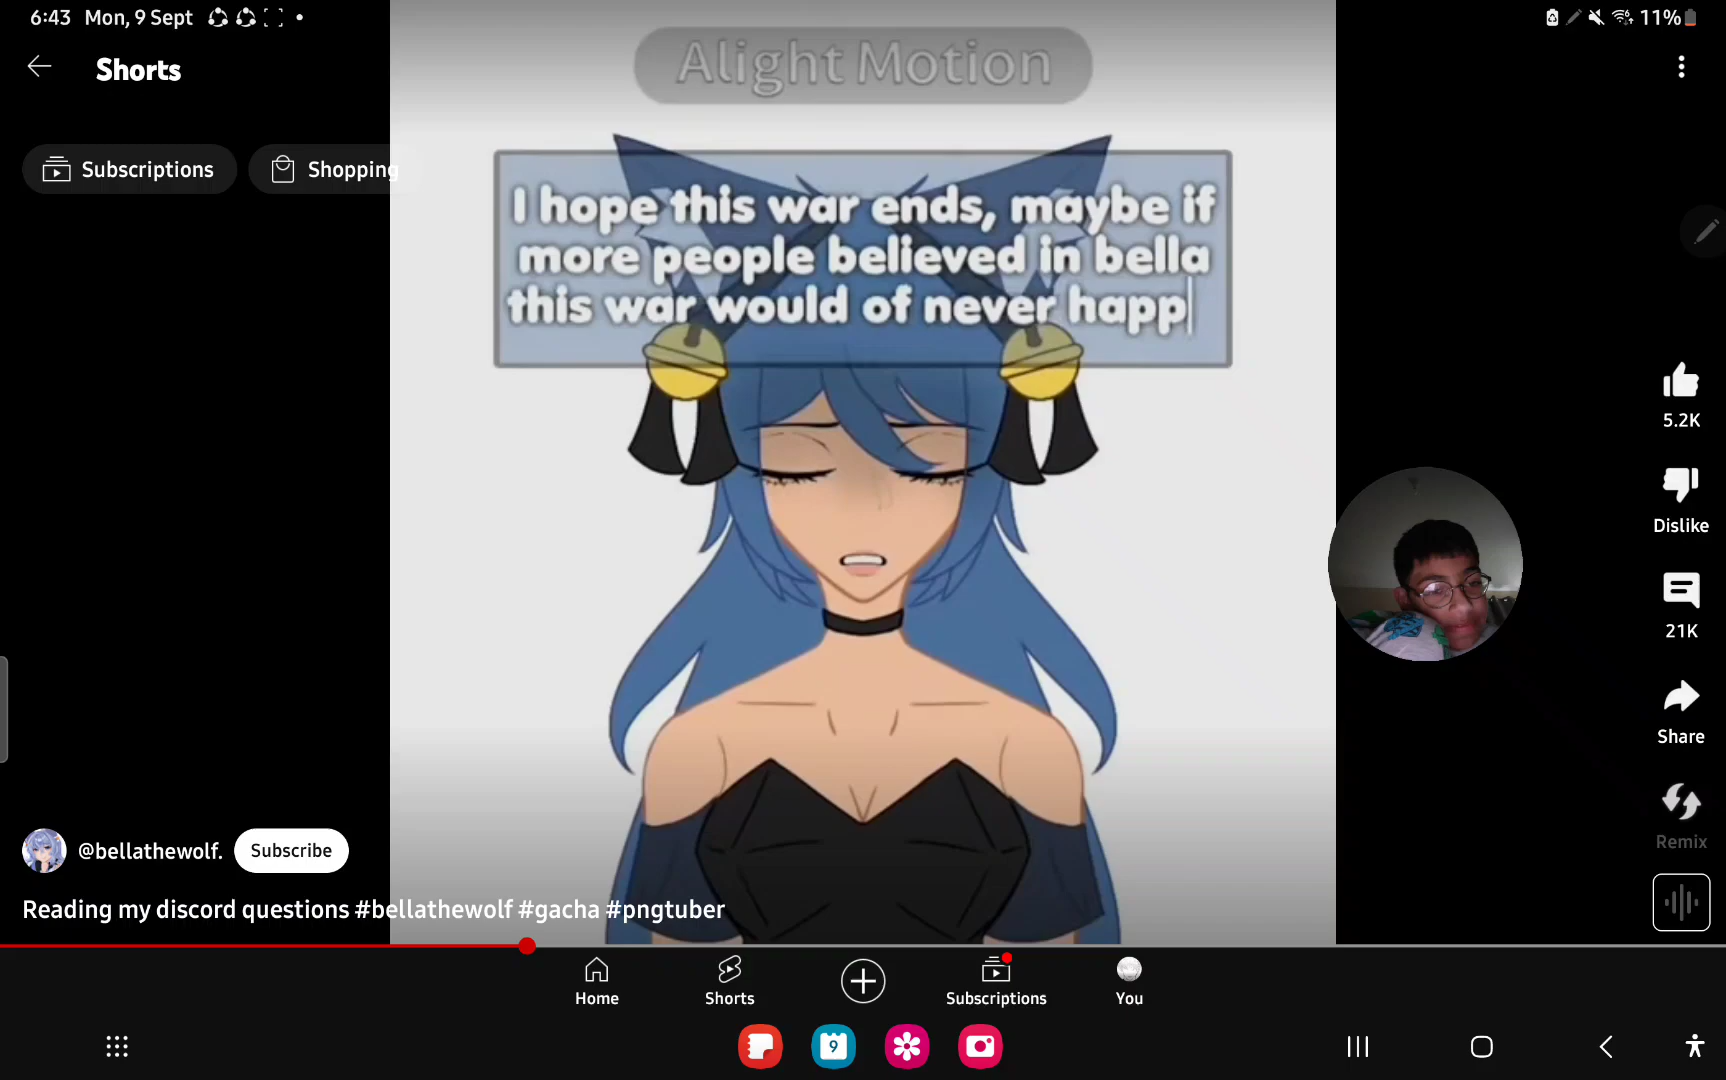 6:43 Mon, 9 Sept
11%
Shorts
Subscriptions
Shopping
Alight Motion
I hope this war ends, maybe if
more people believed in bella
this war would of never happ
5.2K
Dislike
21K
Share
Remix
@bellathewolf.
Subscribe
Reading my discord questions #bellathewolf #gacha #pngtuber
Home
Shorts
Subscriptions
You
9